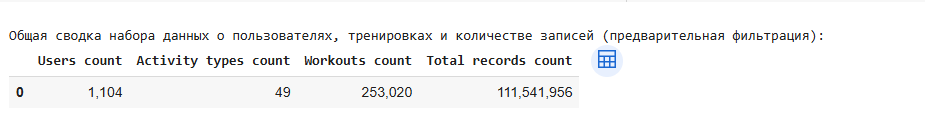 Общая сводка набора данных о пользователях, тренировках и количестве записей (предварительная фильтрация):
Users count Activity types count Workouts count Total records count
0 1,104 49 253,020 111,541,956